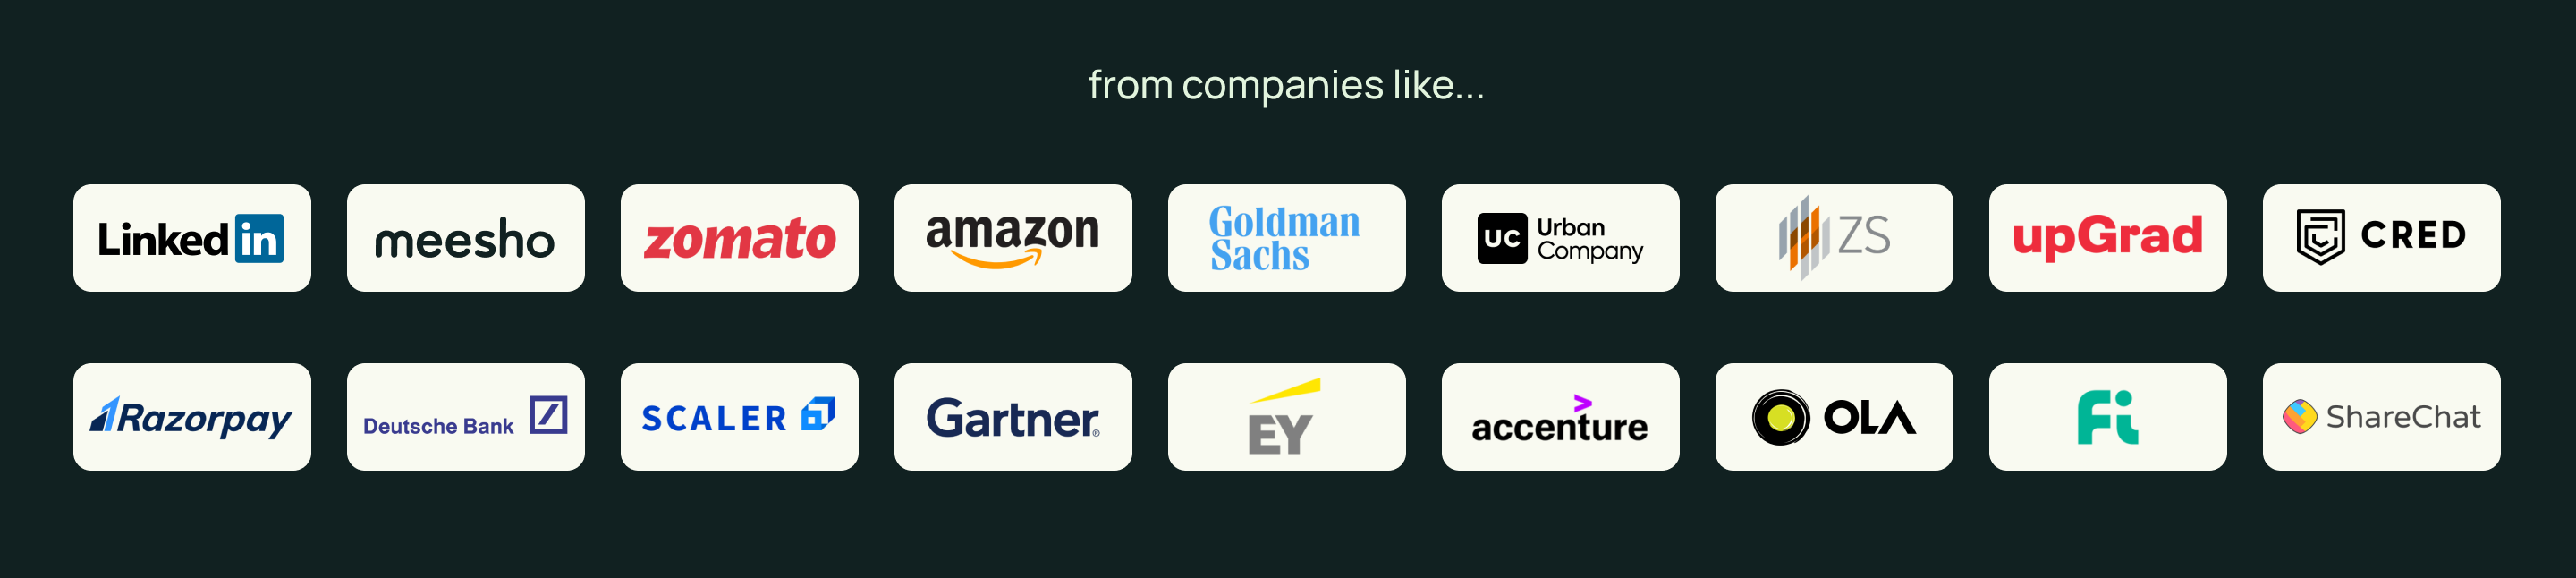 from companies like...
Linked in
meesho
zomato
amazon
Goldman
Sachs
UC
Urban
Company
ZS
upGrad
CRED
Razorpay
Deutsche Bank
SCALER
Gartner®
EY
accenture
OLA
Fi
ShareChat